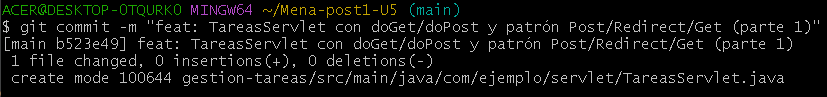 ACER@DESKTOP-0TQURKO MINGW64 ~/Mena-post1-U5 (main)
$ git commit -m "feat: TareasServlet con doGet/doPost y patrón Post/Redirect/Get (parte 1)"
[main b523e49] feat: TareasServlet con doGet/doPost y patrón Post/Redirect/Get (parte 1)
 1 file changed, 0 insertions(+), 0 deletions(-)
 create mode 100644 gestion-tareas/src/main/java/com/ejemplo/servlet/TareasServlet.java